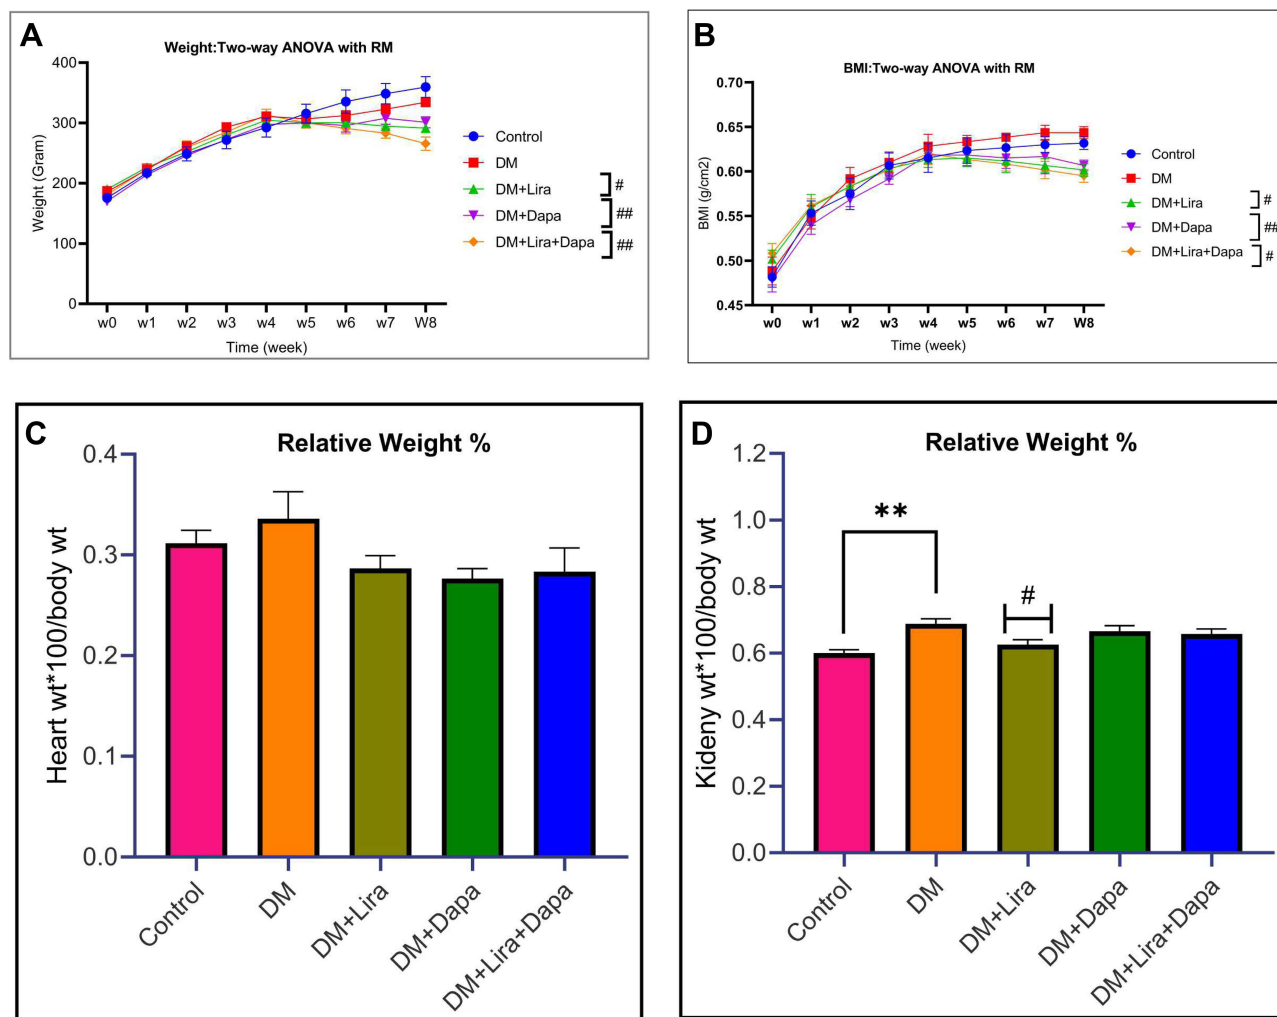 A
Weight:Two-way ANOVA with RM
400
300
200
100
0
Weight (Gram)
w0 w1 w2 w3 w4 w5 w6 w7 W8
Time (week)
Control
DM
DM+Lira
DM+Dapa
DM+Lira+Dapa
#
##
##
B
BMI:Two-way ANOVA with RM
0.70
0.65
0.60
0.55
0.50
0.45
BMI (g/cm2)
w0 w1 w2 w3 w4 w5 w6 w7 W8
Time (week)
Control
DM
DM+Lira
DM+Dapa
DM+Lira+Dapa
#
##
#
C
Relative Weight %
0.4
0.3
0.2
0.1
0.0
Heart wt*100/body wt
Control
DM
DM+Lira
DM+Dapa
DM+Lira+Dapa
D
Relative Weight %
1.2
1.0
0.8
0.6
0.4
0.2
0.0
Kideny wt*100/body wt
**
#
Control
DM
DM+Lira
DM+Dapa
DM+Lira+Dapa